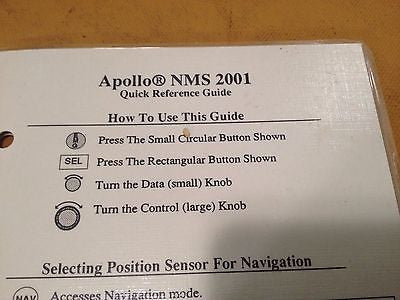 Apollo® NMS 2001
Quick Reference Guide
How To Use This Guide
Press The Small Circular Button Shown
SEL Press The Rectangular Button Shown
Turn the Data (small) Knob
Turn the Control (large) Knob
Selecting Position Sensor For Navigation
NAV Accesses Navigation mode.